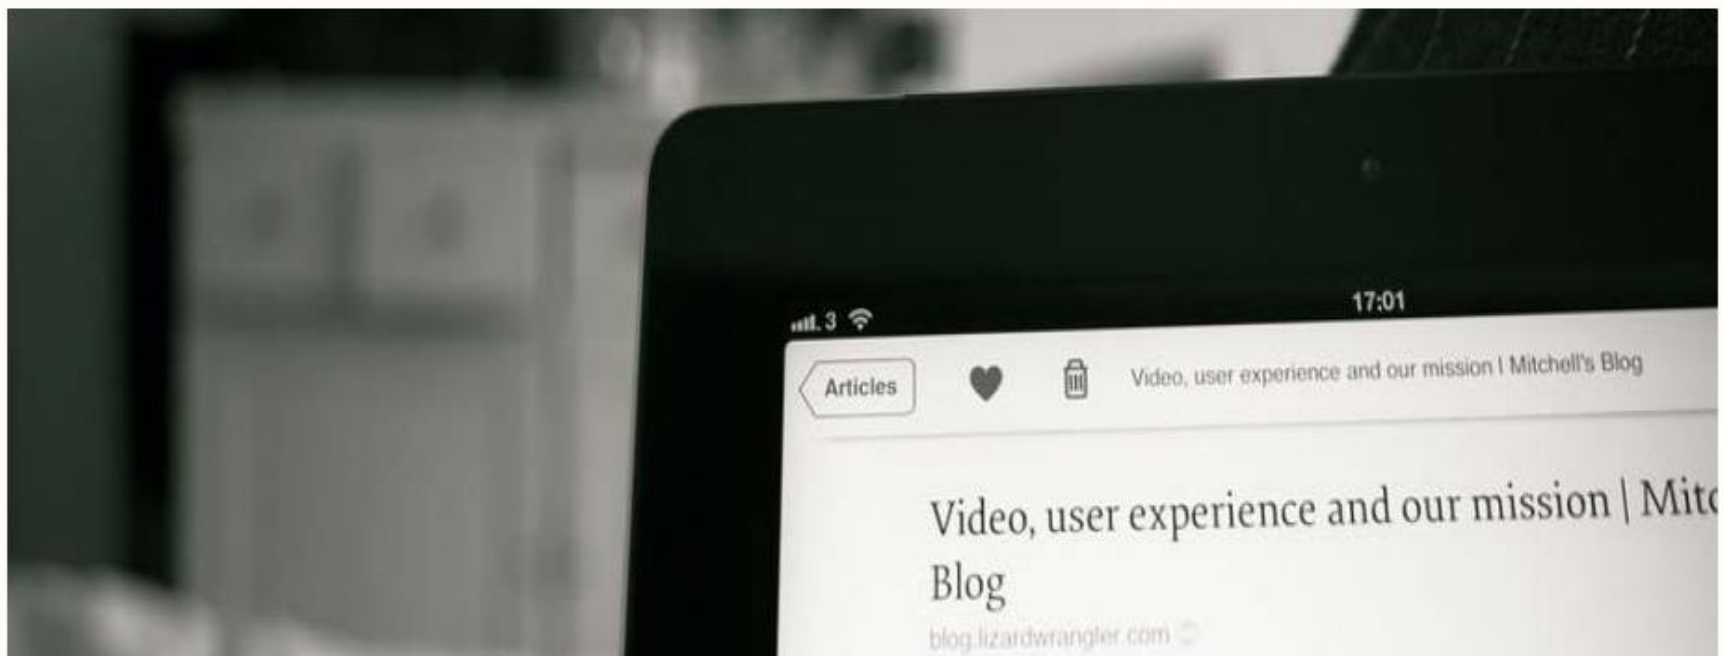 3
17:01
Articles
Video, user experience and our mission | Mitchell's Blog
Video, user experience and our mission | Mitc
Blog
blog.lizardwrangler.com